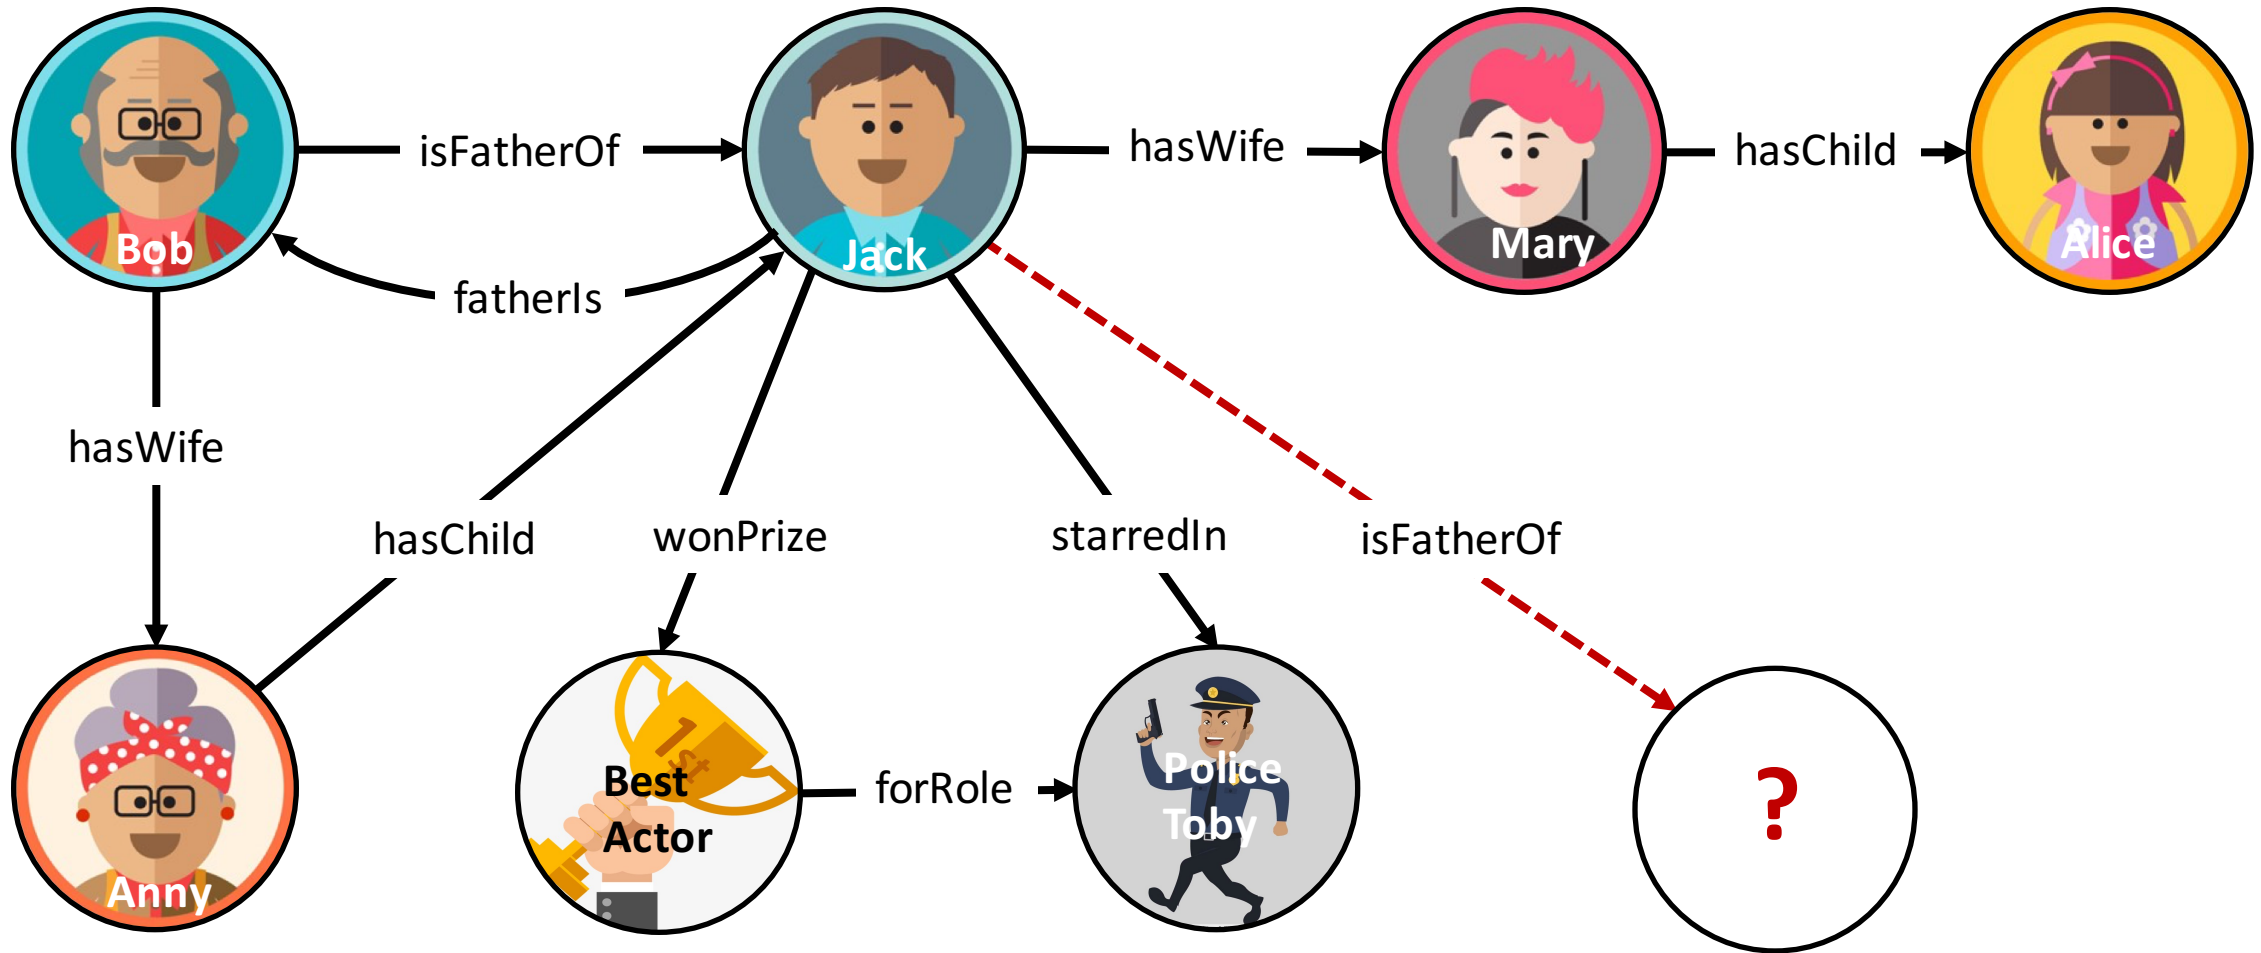 isFatherOf
hasWife
hasChild
Bob
Jack
Mary
Alice
fatherIs
hasWife
hasChild
wonPrize
starredIn
isFatherOf
1st
Best
Actor
forRole
Police
Toby
?
Anny